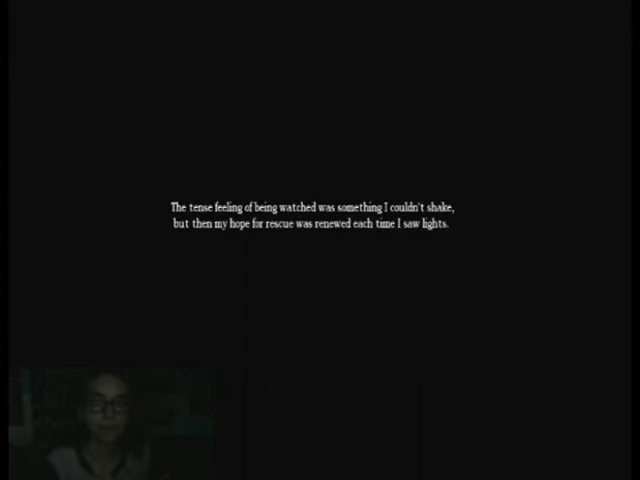 The tense feeling of being watched was something I couldn't shake,
but then my hope for rescue was renewed each time I saw lights.